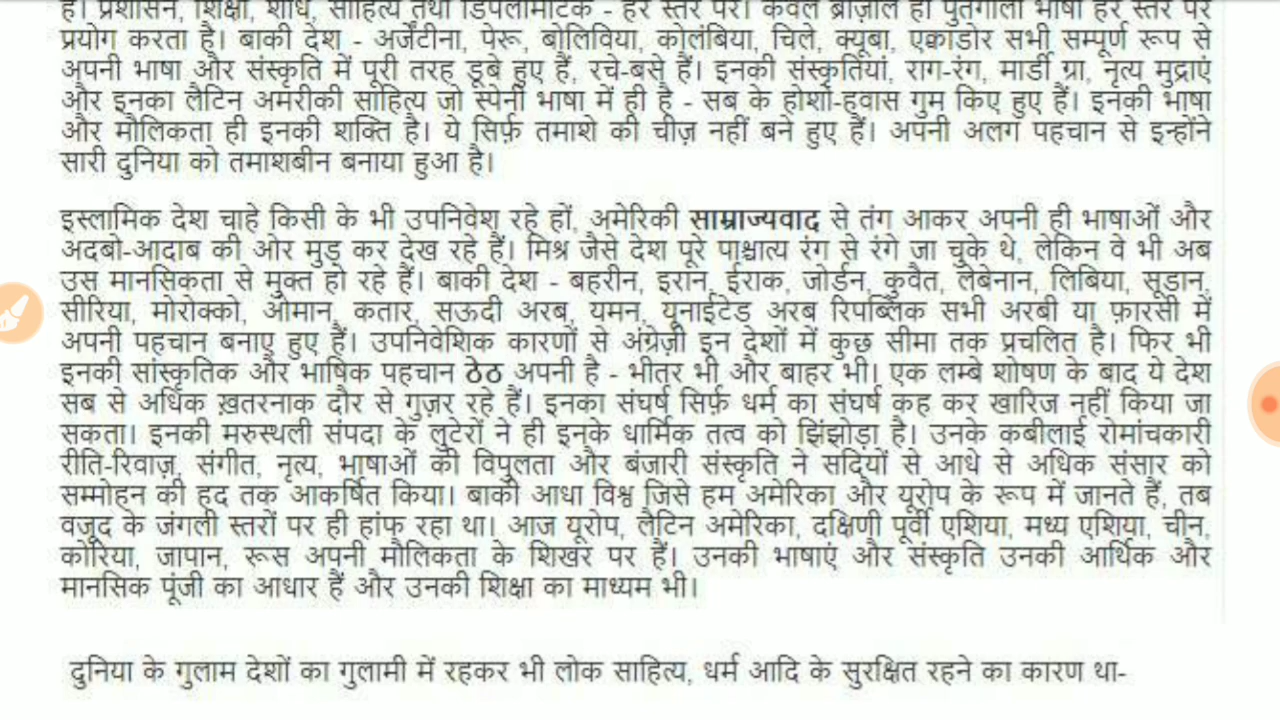 है। प्रशासन, शिक्षा, शोध, साहित्य तथा डिपलोमेटिक - हर स्तर पर। केवल ब्राज़ील ही पुर्तगाली भाषा हर स्तर पर
प्रयोग करता है। बाकी देश - अर्जेंटीना, पेरू, बोलिविया, कोलंबिया, चिले, क्यूबा, एक्वाडोर सभी सम्पूर्ण रूप से
अपनी भाषा और संस्कृति में पूरी तरह डूबे हुए हैं, रचे-बसे हैं। इनकी संस्कृतियां, राग-रंग, मार्डी ग्रा, नृत्य मुद्राएं
और इनका लैटिन अमरीकी साहित्य जो स्पेनी भाषा में ही है - सब के होशो-हवास गुम किए हुए हैं। इनकी भाषा
और मौलिकता ही इनकी शक्ति है। ये सिर्फ़ तमाशे की चीज़ नहीं बने हुए हैं। अपनी अलग पहचान से इन्होंने
सारी दुनिया को तमाशबीन बनाया हुआ है।
इस्लामिक देश चाहे किसी के भी उपनिवेश रहे हों, अमेरिकी साम्राज्यवाद से तंग आकर अपनी ही भाषाओं और
अदबो-आदाब की ओर मुड़ कर देख रहे हैं। मिश्र जैसे देश पूरे पाश्चात्य रंग से रंगे जा चुके थे, लेकिन वे भी अब
उस मानसिकता से मुक्त हो रहे हैं। बाकी देश - बहरीन, इरान, ईराक, जोर्डन, कुवैत, लेबेनान, लिबिया, सूडान,
सीरिया, मोरोक्को, ओमान, कतार, सऊदी अरब, यमन, यूनाईटेड अरब रिपब्लिक सभी अरबी या फ़ारसी में
अपनी पहचान बनाए हुए हैं। उपनिवेशिक कारणों से अंग्रेज़ी इन देशों में कुछ सीमा तक प्रचलित है। फिर भी
इनकी सांस्कृतिक और भाषिक पहचान ठेठ अपनी है - भीतर भी और बाहर भी। एक लम्बे शोषण के बाद ये देश
सब से अधिक ख़तरनाक दौर से गुज़र रहे हैं। इनका संघर्ष सिर्फ़ धर्म का संघर्ष कह कर खारिज नहीं किया जा
सकता। इनकी मरुस्थली संपदा के लुटेरों ने ही इनके धार्मिक तत्व को झिंझोड़ा है। उनके कबीलाई रोमांचकारी
रीति-रिवाज़, संगीत, नृत्य, भाषाओं की विपुलता और बंजारी संस्कृति ने सदियों से आधे से अधिक संसार को
सम्मोहन की हद तक आकर्षित किया। बाकी आधा विश्व जिसे हम अमेरिका और यूरोप के रूप में जानते हैं, तब
वजूद के जंगली स्तरों पर ही हांफ रहा था। आज यूरोप, लैटिन अमेरिका, दक्षिणी पूर्वी एशिया, मध्य एशिया, चीन,
कोरिया, जापान, रूस अपनी मौलिकता के शिखर पर हैं। उनकी भाषाएं और संस्कृति उनकी आर्थिक और
मानसिक पूंजी का आधार हैं और उनकी शिक्षा का माध्यम भी।
दुनिया के गुलाम देशों का गुलामी में रहकर भी लोक साहित्य, धर्म आदि के सुरक्षित रहने का कारण था-